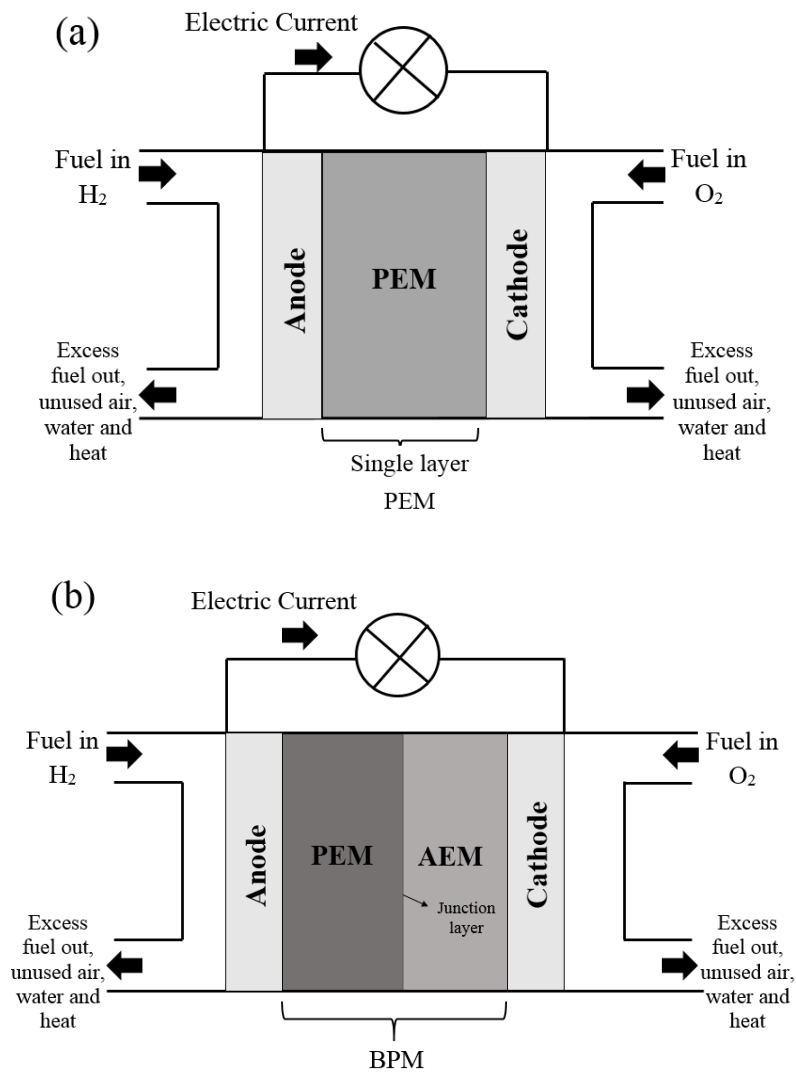 (a)
Electric Current
Fuel in
H₂
Fuel in
O₂
Anode
PEM
Cathode
Excess
fuel out,
unused air,
water and
heat
Excess
fuel out,
unused air,
water and
heat
Single layer
PEM
(b)
Electric Current
Fuel in
H₂
Fuel in
O₂
Anode
PEM
AEM
Cathode
Junction
layer
Excess
fuel out,
unused air,
water and
heat
Excess
fuel out,
unused air,
water and
heat
BPM